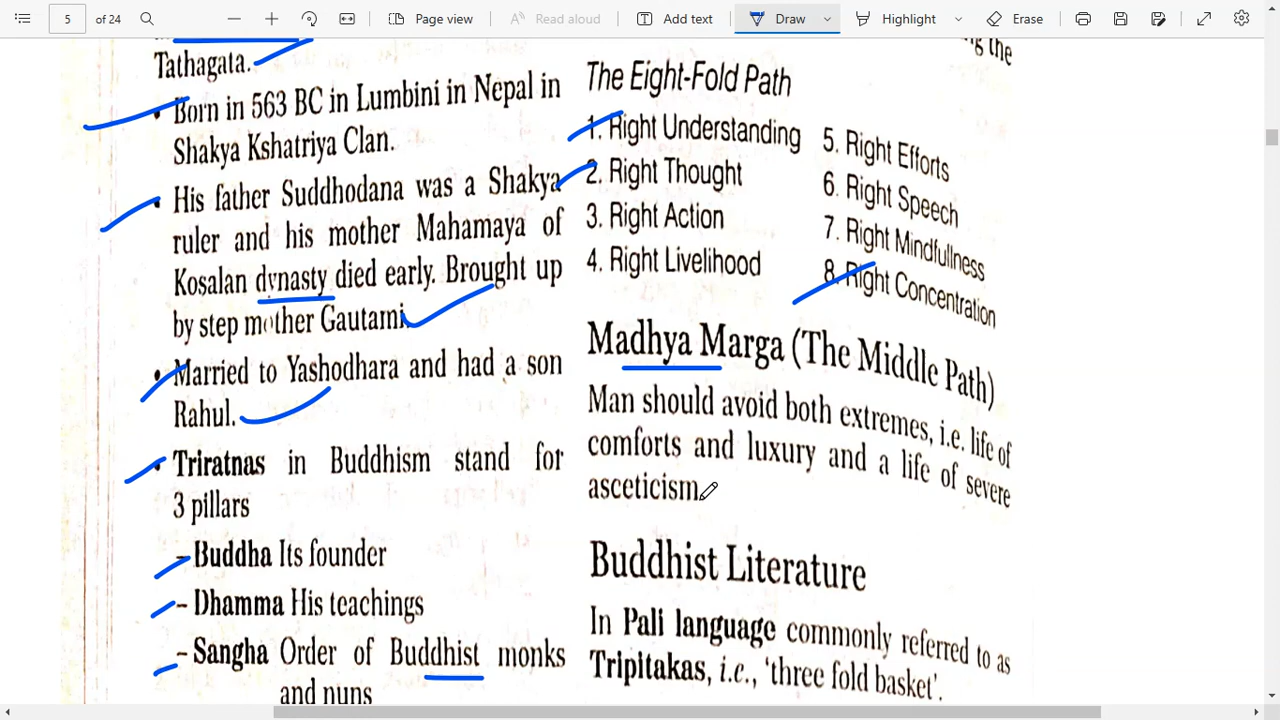 5 of 24 Page view Read aloud Add text Draw Highlight Erase
Tathagata.
• Born in 563 BC in Lumbini in Nepal in
Shakya Kshatriya Clan.
• His father Suddhodana was a Shakya
ruler and his mother Mahamaya of
Kosalan dynasty died early. Brought up
by step mother Gautami.
• Married to Yashodhara and had a son
Rahul.
• Triratnas in Buddhism stand for
3 pillars
– Buddha Its founder
– Dhamma His teachings
– Sangha Order of Buddhist monks
and nuns
the
The Eight-Fold Path
1. Right Understanding
2. Right Thought
3. Right Action
4. Right Livelihood
5. Right Efforts
6. Right Speech
7. Right Mindfullness
8. Right Concentration
Madhya Marga (The Middle Path)
Man should avoid both extremes, i.e. life of
comforts and luxury and a life of severe
asceticism
Buddhist Literature
In Pali language commonly referred to as
Tripitakas, i.e., 'three fold basket'.